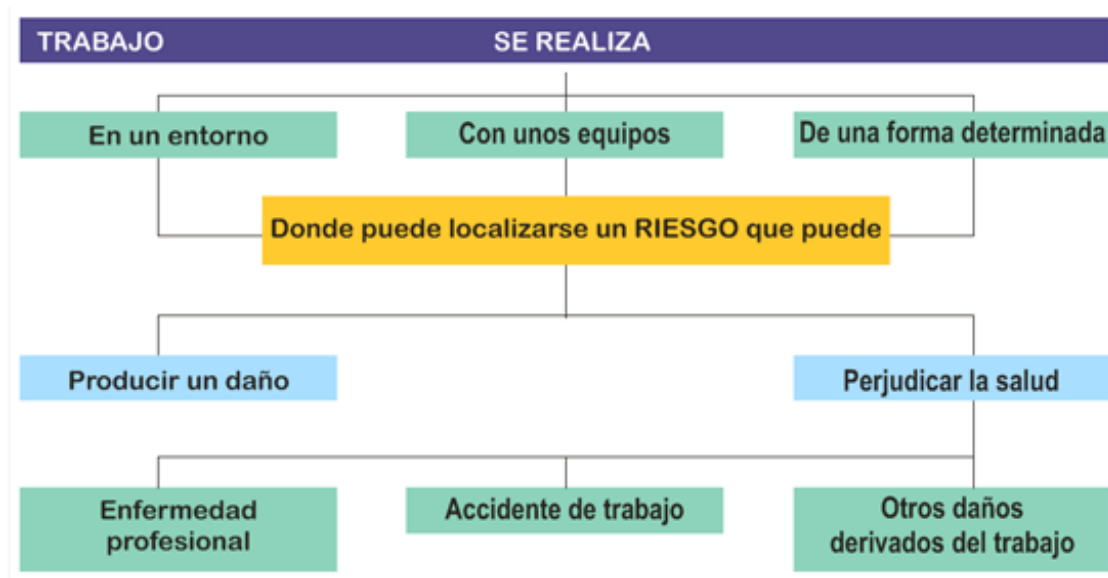 TRABAJO SE REALIZA
En un entorno
Con unos equipos
De una forma determinada
Donde puede localizarse un RIESGO que puede
Producir un daño
Perjudicar la salud
Enfermedad
profesional
Accidente de trabajo
Otros daños
derivados del trabajo